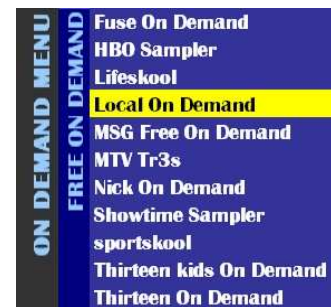 ON DEMAND MENU
FREE ON DEMAND
Fuse On Demand
HBO Sampler
Lifeskool
Local On Demand
MSG Free On Demand
MTV Tr3s
Nick On Demand
Showtime Sampler
sportskool
Thirteen kids On Demand
Thirteen On Demand